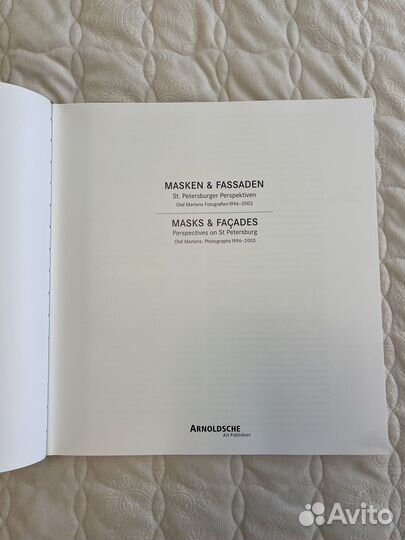 MASKEN & FASSADEN
St. Petersburger Perspektiven
Olaf Martens Fotografien 1996–2003
MASKS & FAÇADES
Perspectives on St Petersburg
Olaf Martens: Photographs 1996–2003
ARNOLDSCHE
Art Publishers
Avito